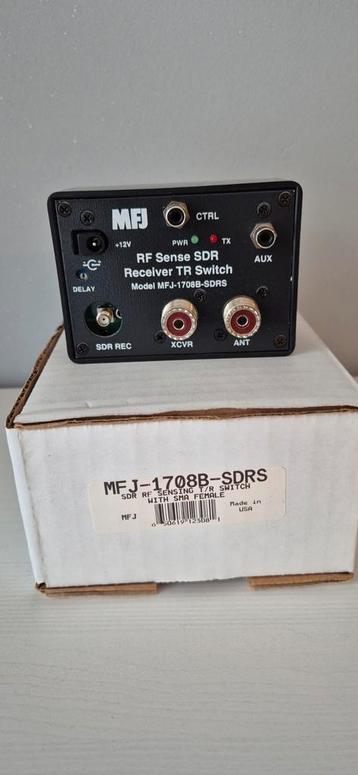 MFJ
CTRL
+12V
PWR
TX
AUX
RF Sense SDR
Receiver TR Switch
Model MFJ-1708B-SDRS
DELAY
SDR REC
XCVR
ANT
MFJ-1708B-SDRS
SDR RF SENSING T/R SWITCH
WITH SMA FEMALE
MFJ
Made in
USA